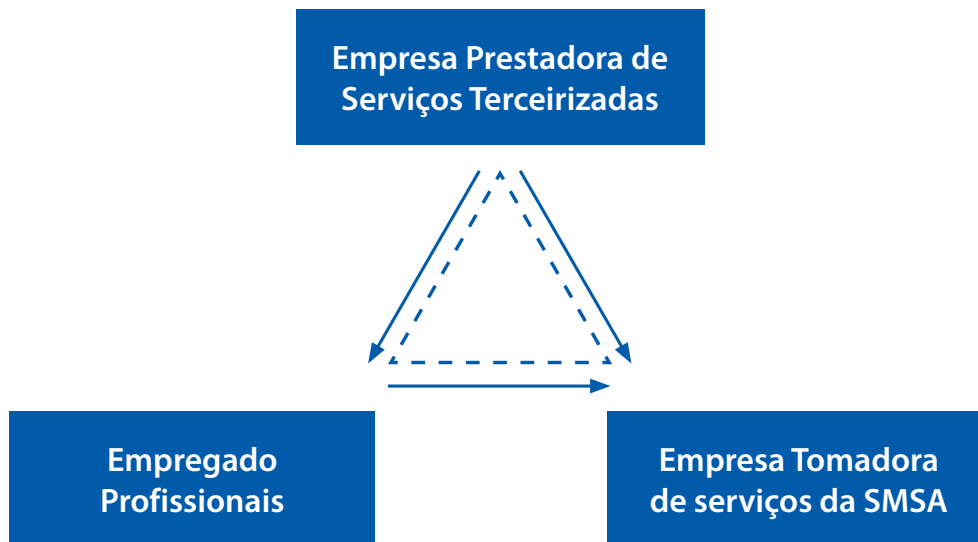 Empresa Prestadora de
Serviços Terceirizadas
Empregado
Profissionais
Empresa Tomadora
de serviços da SMSA